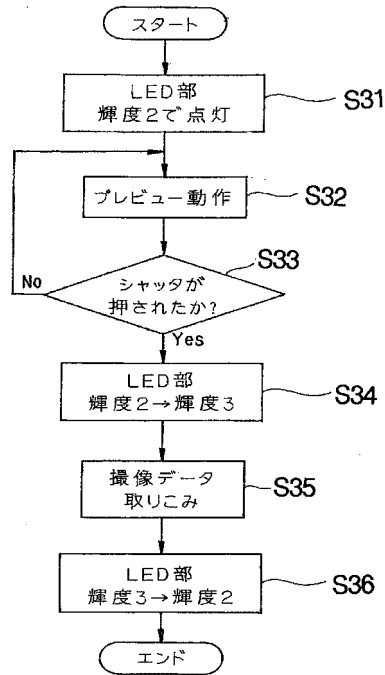 スタート
LED部
輝度2で点灯
S31
プレビュー動作
S32
S33
シャッタが
押されたか?
No
Yes
LED部
輝度2→輝度3
S34
撮像データ
取りこみ
S35
LED部
輝度3→輝度2
S36
エンド